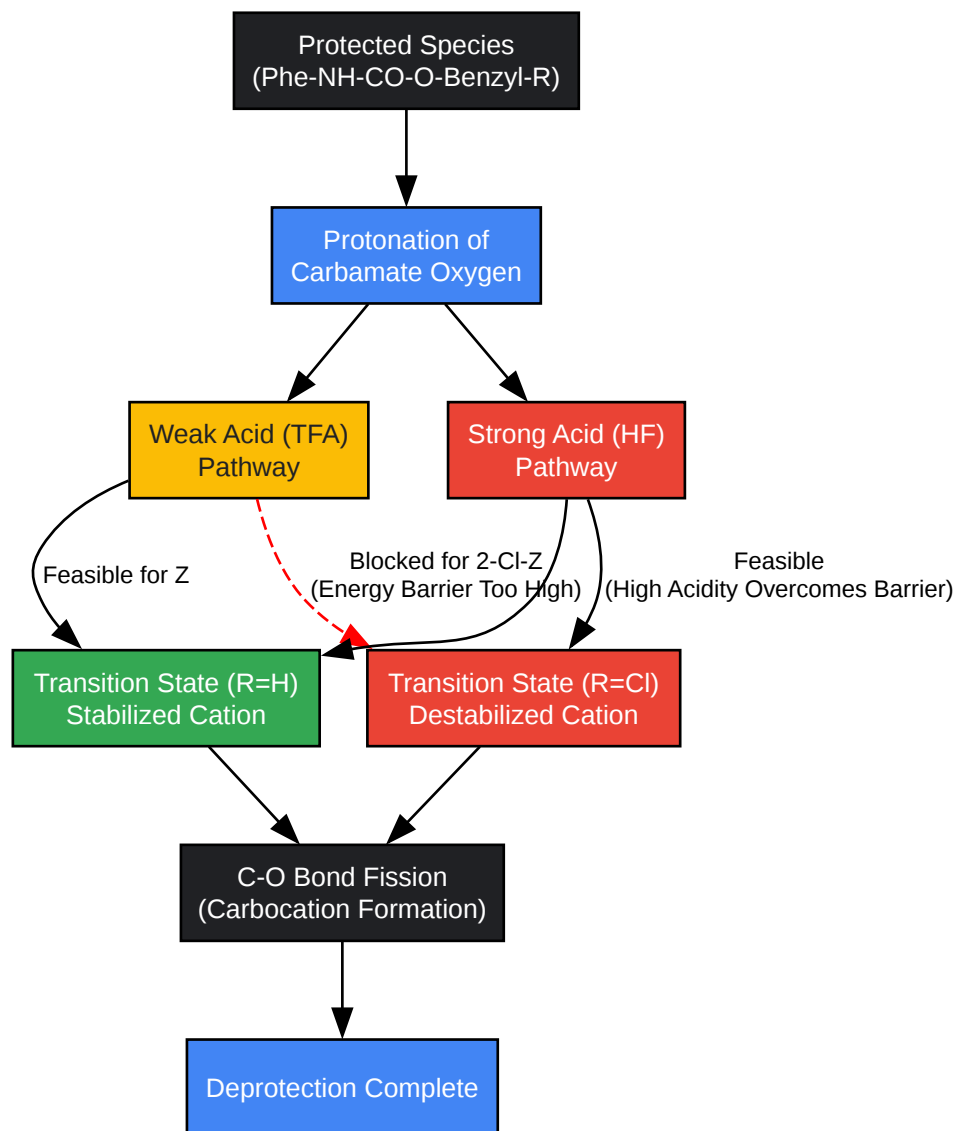 Protected Species
(Phe-NH-CO-O-Benzyl-R)
Protonation of
Carbamate Oxygen
Weak Acid (TFA)
Pathway
Strong Acid (HF)
Pathway
Feasible for Z
Blocked for 2-Cl-Z
(Energy Barrier Too High)
Feasible
(High Acidity Overcomes Barrier)
Transition State (R=H)
Stabilized Cation
Transition State (R=Cl)
Destabilized Cation
C-O Bond Fission
(Carbocation Formation)
Deprotection Complete